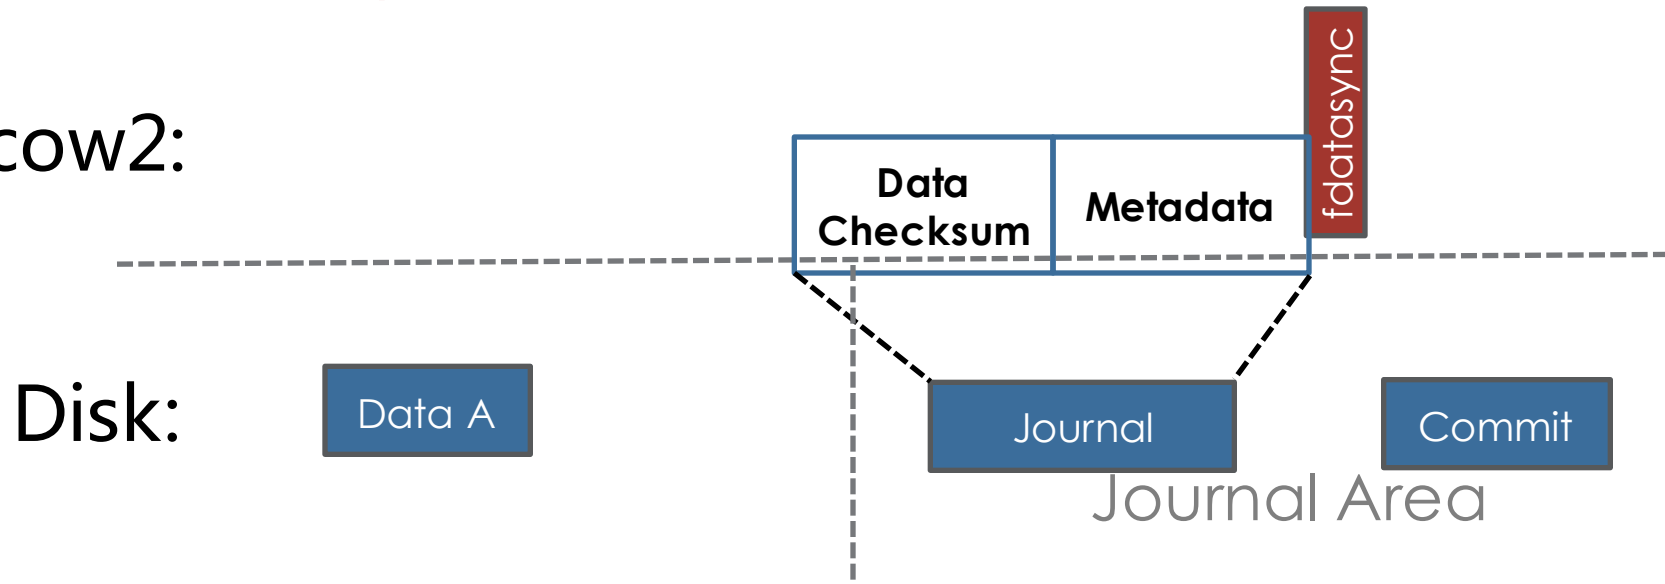 fdatasync
cow2:
Data
Checksum
Metadata
Disk:
Data A
Journal
Commit
Journal Area